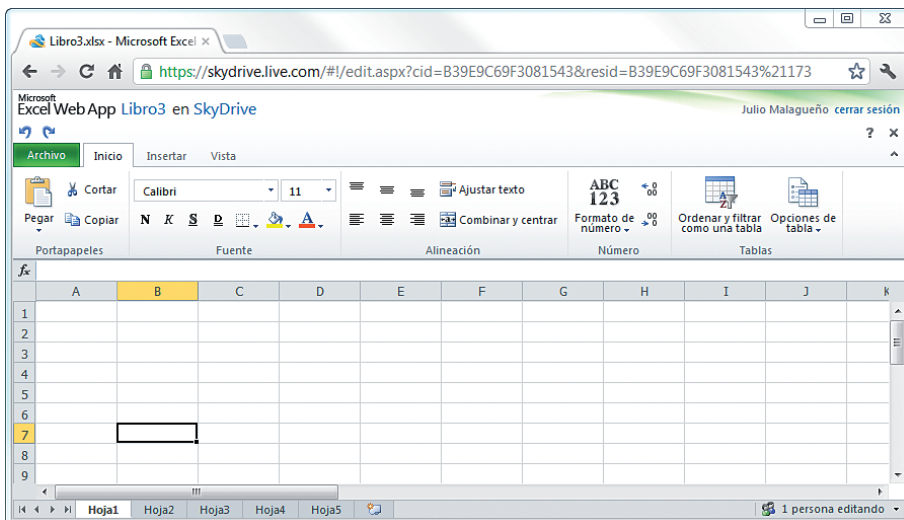 Libro3.xlsx - Microsoft Excel ×
https://skydrive.live.com/#!/edit.aspx?cid=B39E9C69F3081543&resid=B39E9C69F3081543%21173
Microsoft
Excel Web App Libro3 en SkyDrive
Julio Malagueño cerrar sesión
? ×
Archivo Inicio Insertar Vista
Cortar Calibri 11 Ajustar texto ABC 123
Pegar Copiar N K S D A Combinar y centrar Formato de número Ordenar y filtrar como una tabla Opciones de tabla
Portapapeles Fuente Alineación Número Tablas
fx
A B C D E F G H I J K
1
2
3
4
5
6
7
8
9
Hoja1 Hoja2 Hoja3 Hoja4 Hoja5 1 persona editando